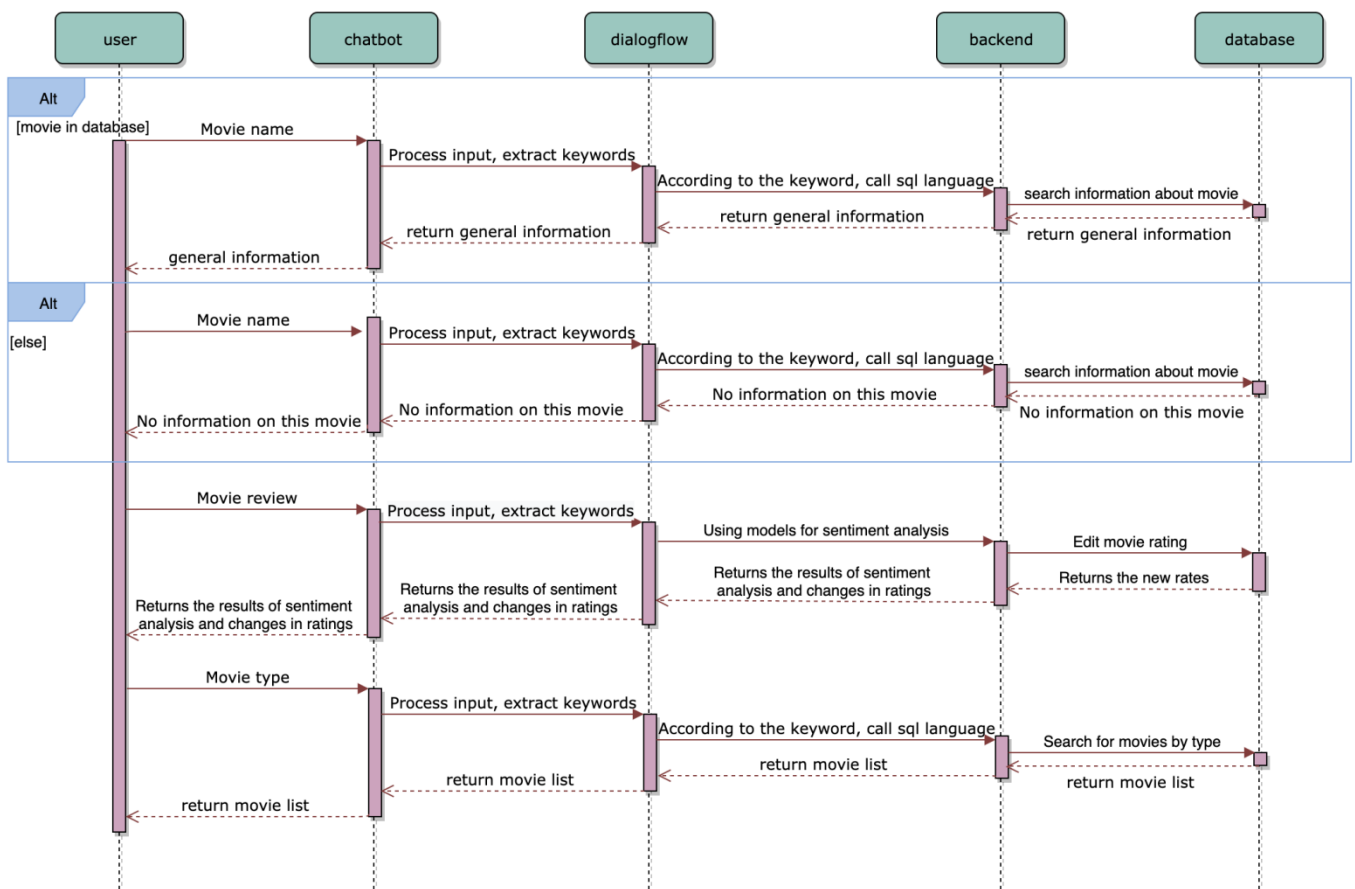 user
chatbot
dialogflow
backend
database
Alt
[movie in database]
Movie name
Process input, extract keywords
According to the keyword, call sql language
search information about movie
return general information
return general information
return general information
general information
Alt
[else]
Movie name
Process input, extract keywords
According to the keyword, call sql language
search information about movie
No information on this movie
No information on this movie
No information on this movie
No information on this movie
Movie review
Process input, extract keywords
Using models for sentiment analysis
Edit movie rating
Returns the new rates
Returns the results of sentiment
analysis and changes in ratings
Returns the results of sentiment
analysis and changes in ratings
Returns the results of sentiment
analysis and changes in ratings
Movie type
Process input, extract keywords
According to the keyword, call sql language
Search for movies by type
return movie list
return movie list
return movie list
return movie list